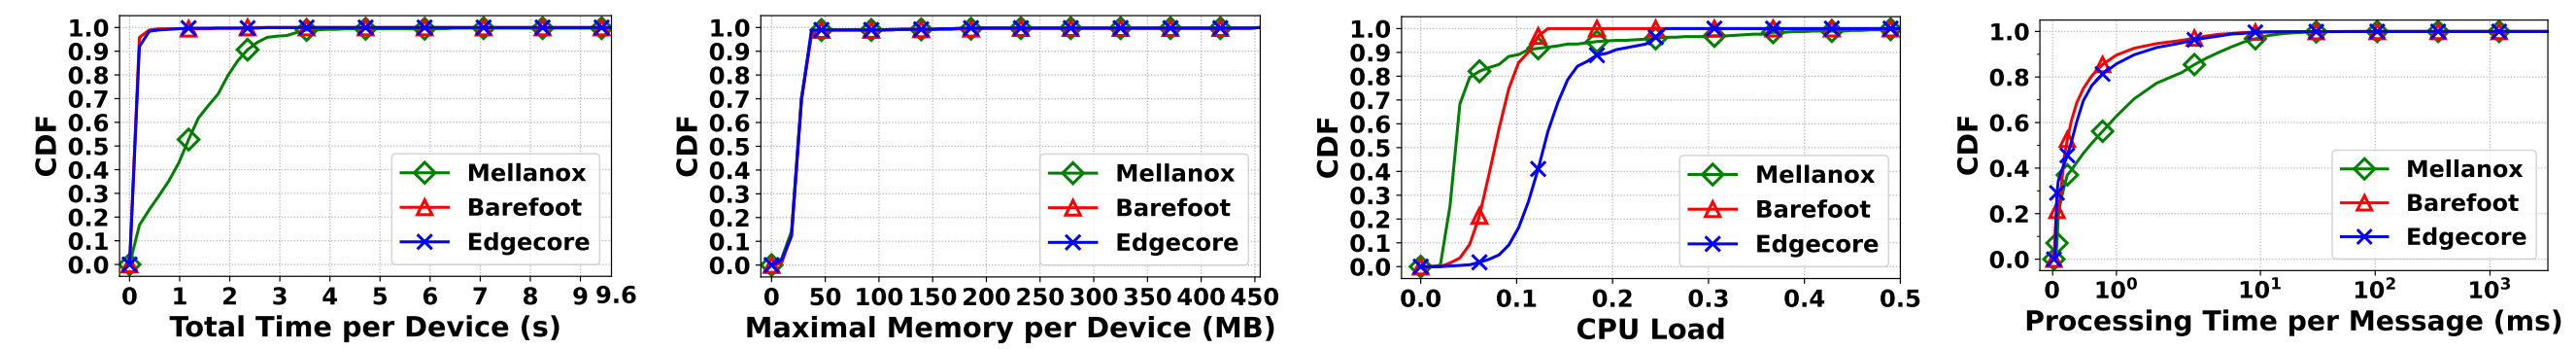 CDF
1.0
0.9
0.8
0.7
0.6
0.5
0.4
0.3
0.2
0.1
0.0
Mellanox
Barefoot
Edgecore
0 1 2 3 4 5 6 7 8 9 9.6
Total Time per Device (s)
CDF
1.0
0.9
0.8
0.7
0.6
0.5
0.4
0.3
0.2
0.1
0.0
Mellanox
Barefoot
Edgecore
0 50 100 150 200 250 300 350 400 450
Maximal Memory per Device (MB)
CDF
1.0
0.9
0.8
0.7
0.6
0.5
0.4
0.3
0.2
0.1
0.0
Mellanox
Barefoot
Edgecore
0.0 0.1 0.2 0.3 0.4 0.5
CPU Load
CDF
1.0
0.8
0.6
0.4
0.2
0.0
Mellanox
Barefoot
Edgecore
0 10⁰ 10¹ 10² 10³
Processing Time per Message (ms)